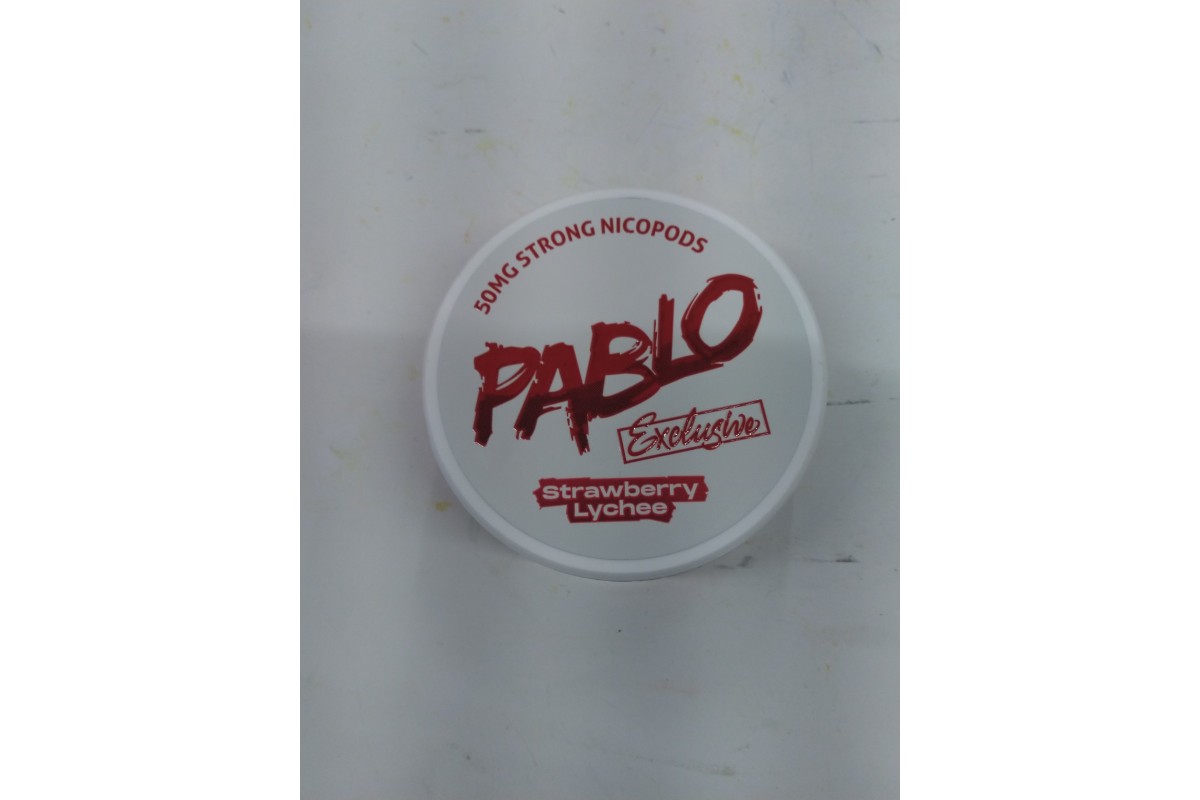 50MG STRONG NICOPODS
PABLO
Exclusive
Strawberry
Lychee